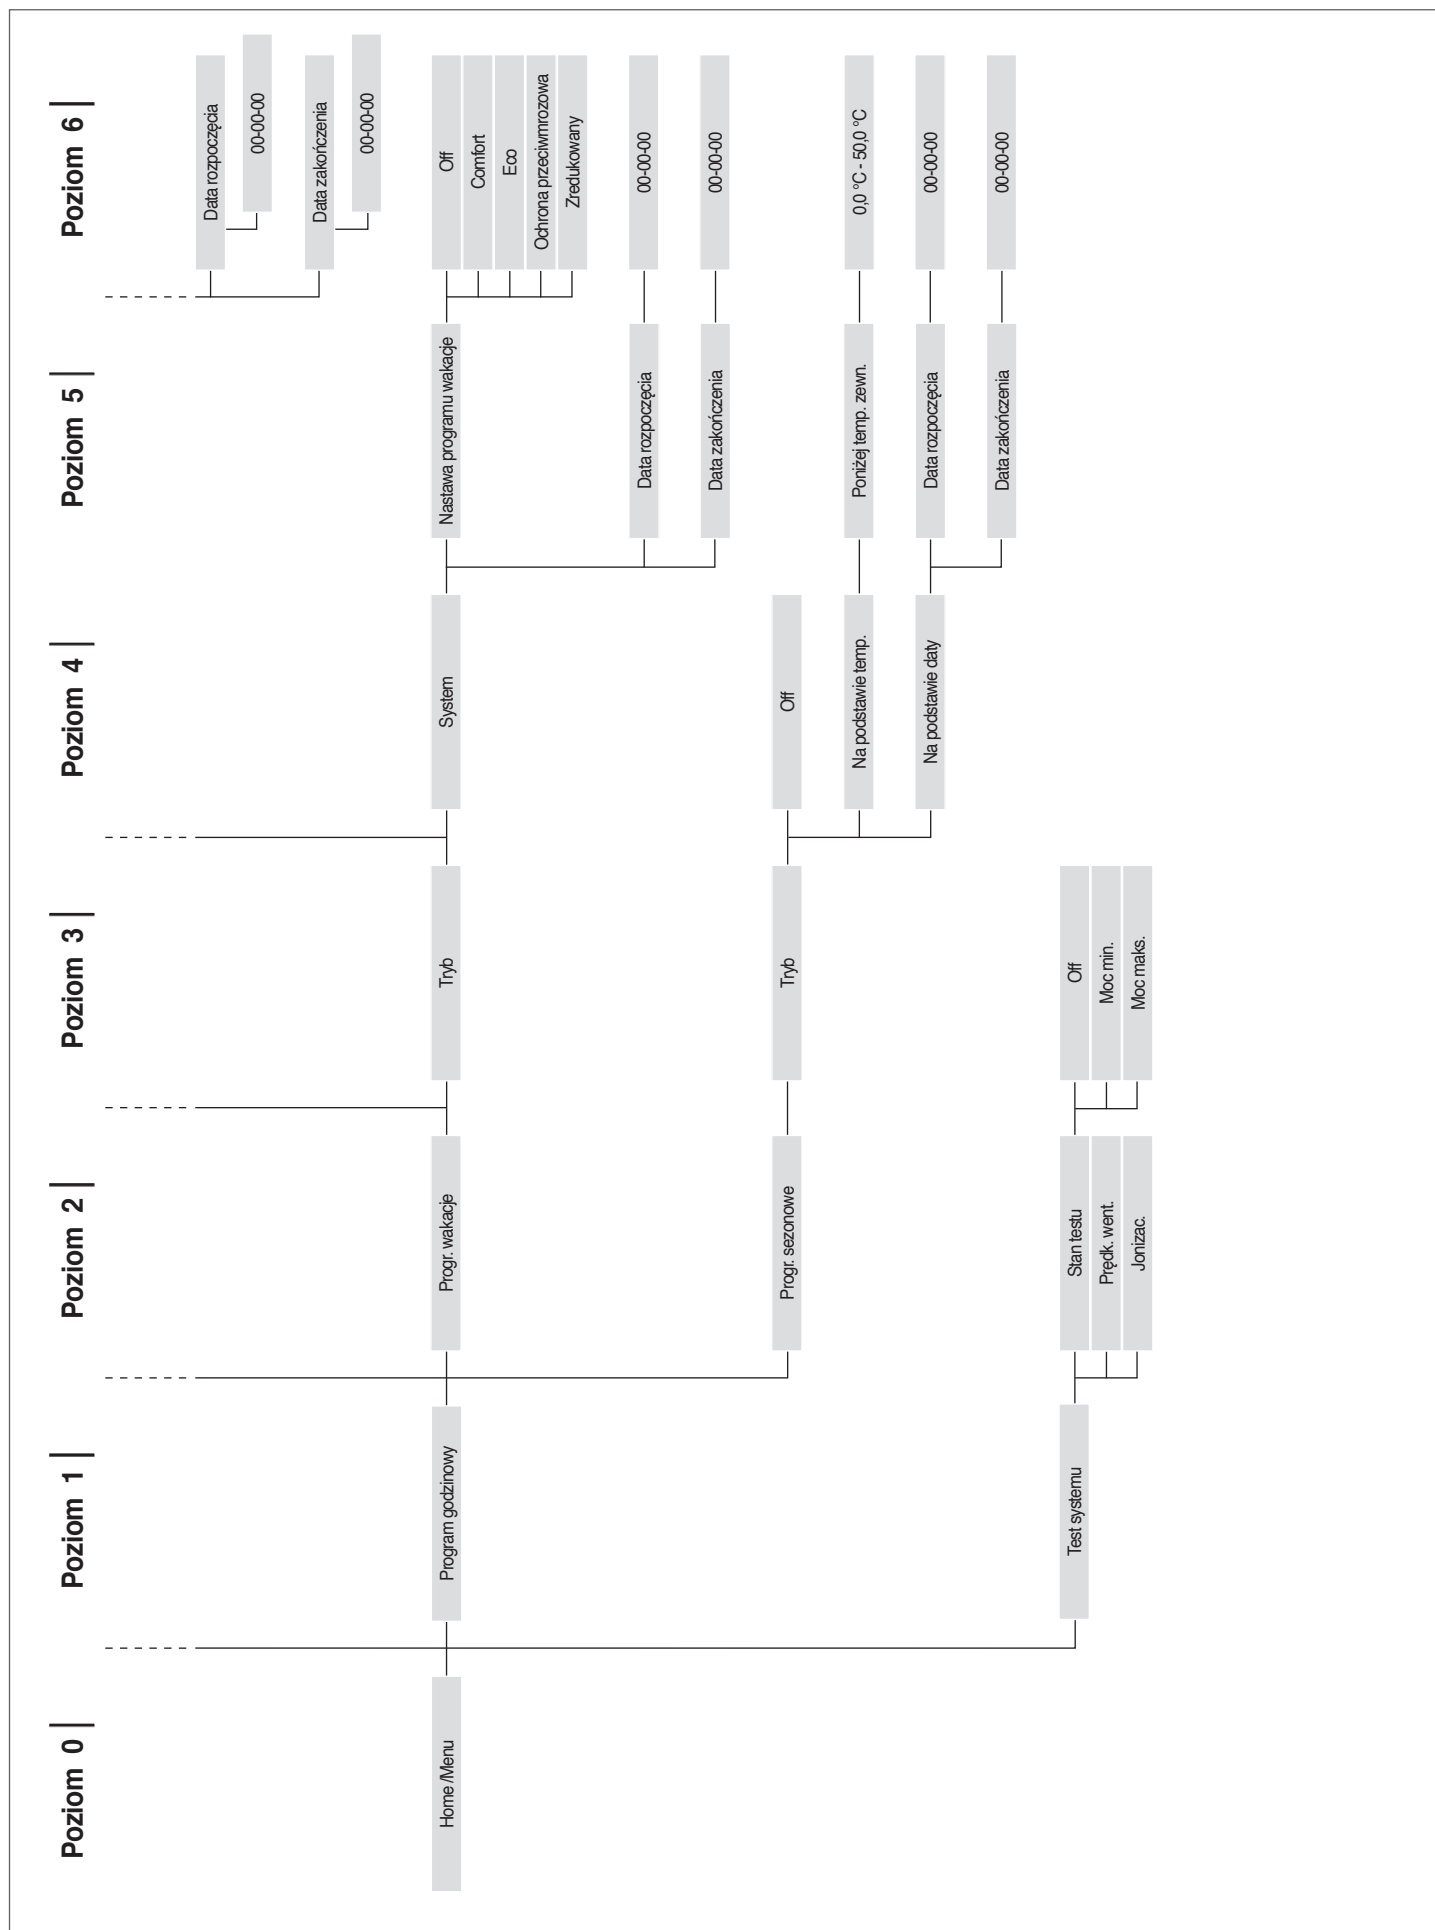 Poziom 0
Poziom 1
Poziom 2
Poziom 3
Poziom 4
Poziom 5
Poziom 6
Data rozpoczęcia
00-00-00
Data zakończenia
00-00-00
Home /Menu
Program godzinowy
Progr. wakacje
Tryb
System
Nastawa programu wakacje
Off
Comfort
Eco
Ochrona przeciwmrozowa
Zredukowany
Data rozpoczęcia
00-00-00
Data zakończenia
00-00-00
Progr. sezonowe
Tryb
Off
Na podstawie temp.
Poniżej temp. zewn.
0,0 °C - 50,0 °C
Na podstawie daty
Data rozpoczęcia
00-00-00
Data zakończenia
00-00-00
Test systemu
Stan testu
Off
Prędk. went.
Moc min.
Jonizac.
Moc maks.